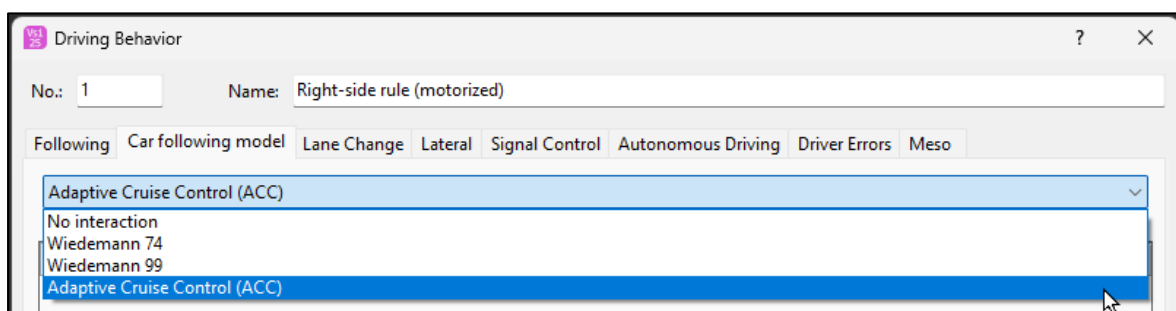 Vsi 25 Driving Behavior ?
No.: 1 Name: Right-side rule (motorized)
Following Car following model Lane Change Lateral Signal Control Autonomous Driving Driver Errors Meso
Adaptive Cruise Control (ACC)
No interaction
Wiedemann 74
Wiedemann 99
Adaptive Cruise Control (ACC)